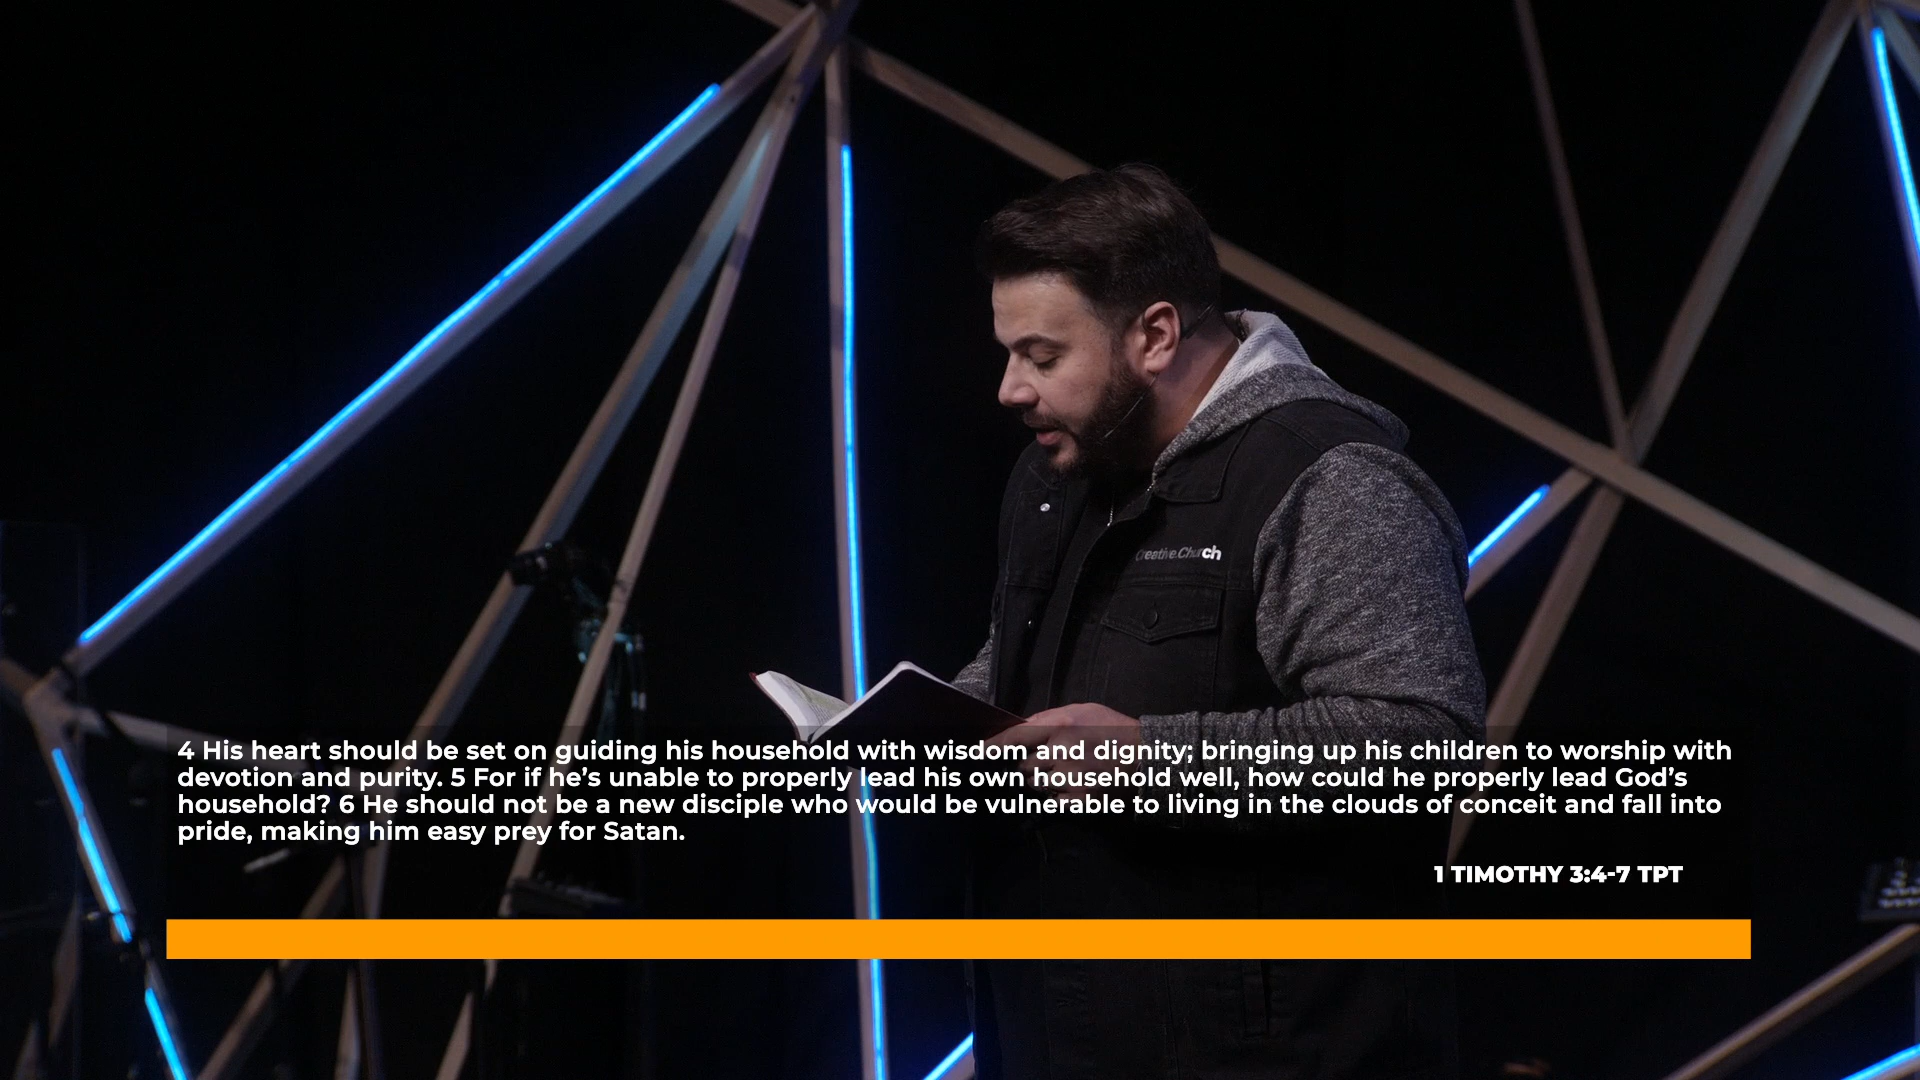 Creative.Church
4 His heart should be set on guiding his household with wisdom and dignity; bringing up his children to worship with
devotion and purity. 5 For if he’s unable to properly lead his own household well, how could he properly lead God’s
household? 6 He should not be a new disciple who would be vulnerable to living in the clouds of conceit and fall into
pride, making him easy prey for Satan.
1 TIMOTHY 3:4-7 TPT